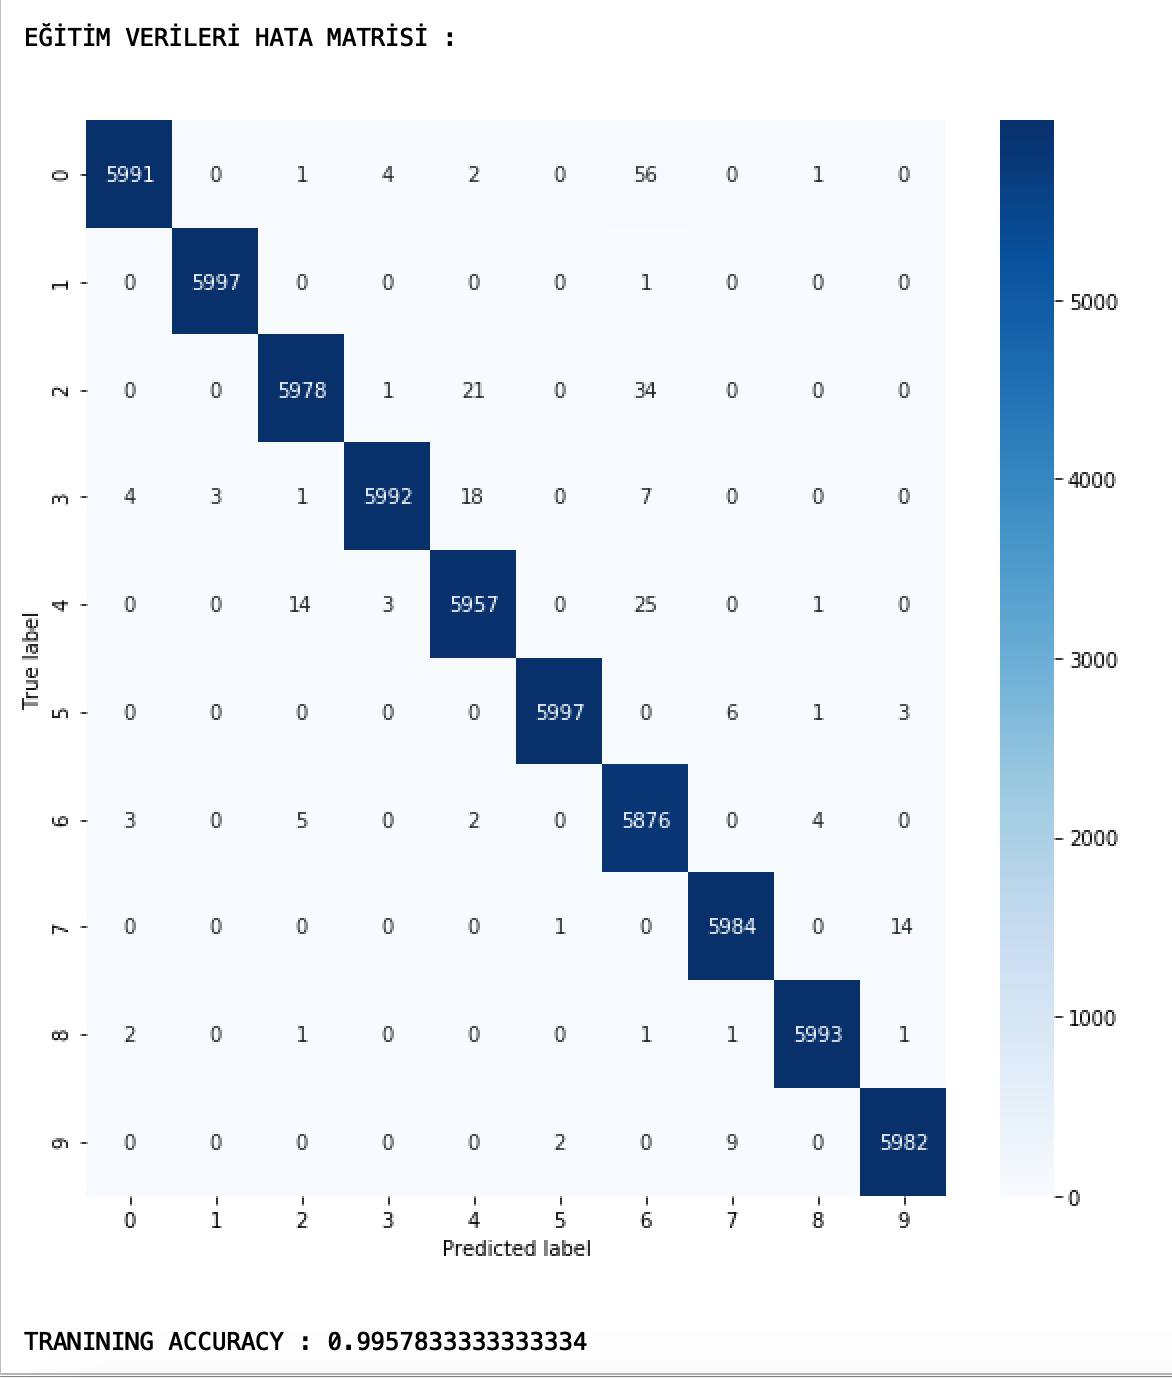 EĞİTİM VERİLERİ HATA MATRİSİ :
0 5991 0 1 4 2 0 56 0 1 0
1 0 5997 0 0 0 0 1 0 0 0
2 0 0 5978 1 21 0 34 0 0 0
3 4 3 1 5992 18 0 7 0 0 0
4 0 0 14 3 5957 0 25 0 1 0
5 0 0 0 0 0 5997 0 6 1 3
6 3 0 5 0 2 0 5876 0 4 0
7 0 0 0 0 0 1 0 5984 0 14
8 2 0 1 0 0 0 1 1 5993 1
9 0 0 0 0 0 2 0 9 0 5982
0 1 2 3 4 5 6 7 8 9
True label
Predicted label
5000
4000
3000
2000
1000
0
TRANINING ACCURACY : 0.9957833333333334